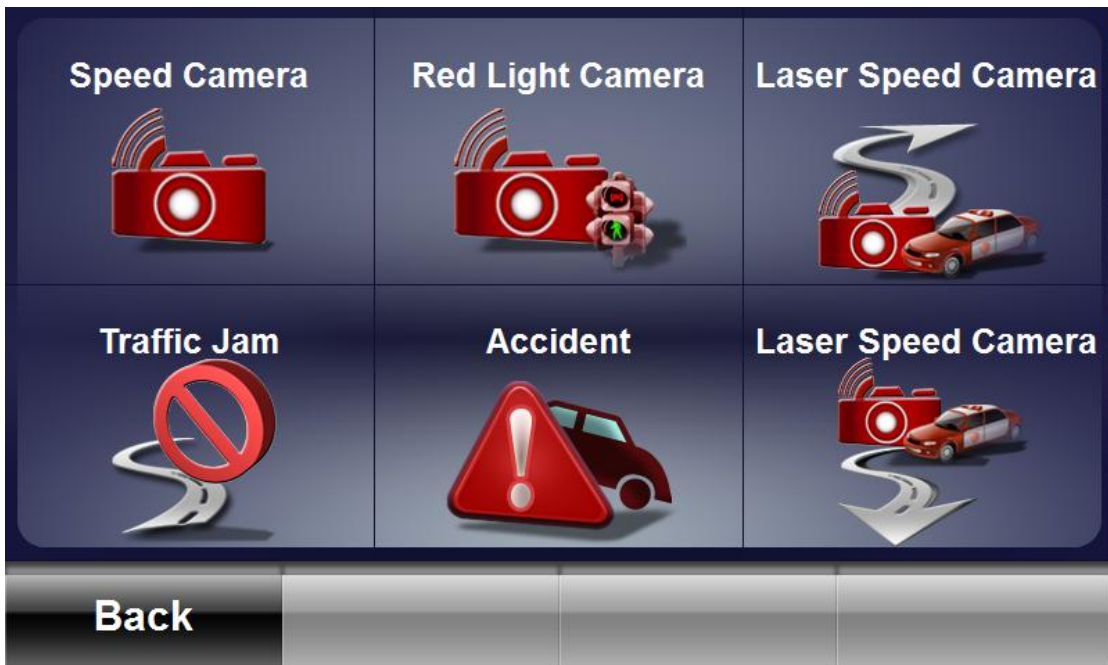 Speed Camera
Red Light Camera
Laser Speed Camera
Traffic Jam
Accident
Laser Speed Camera
Back